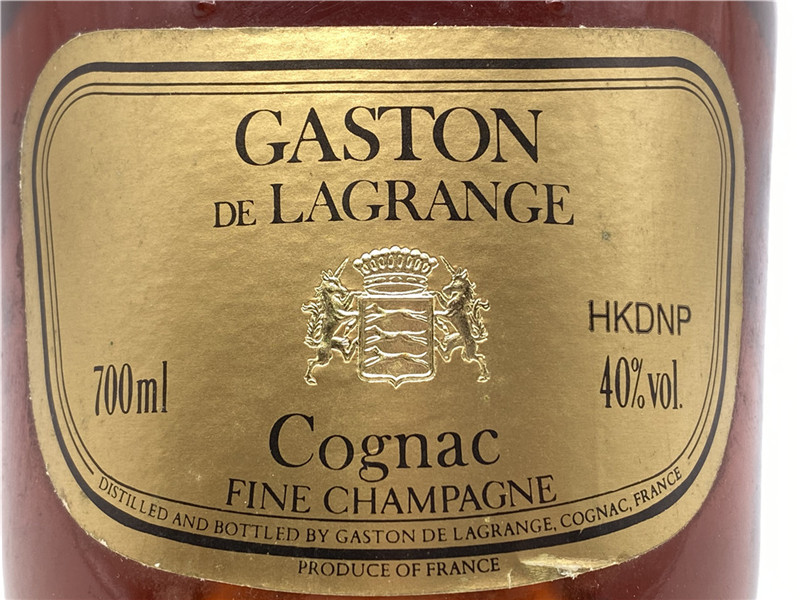 GASTON
DE LAGRANGE
HKDNP
700ml
40% vol.
Cognac
FINE CHAMPAGNE
DISTILLED AND BOTTLED BY GASTON DE LAGRANGE, COGNAC, FRANCE
PRODUCE OF FRANCE